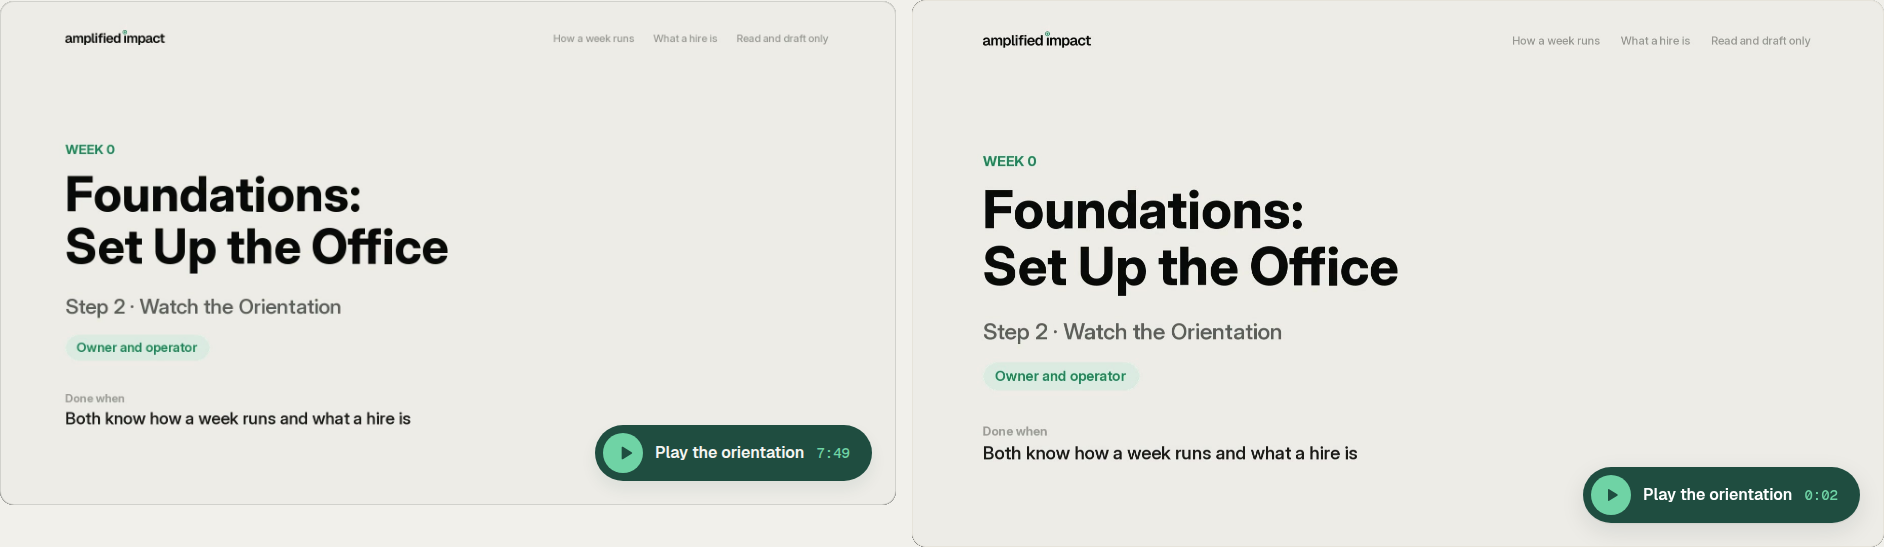 amplified impact
How a week runs
What a hire is
Read and draft only
WEEK 0
Foundations:
Set Up the Office
Step 2 · Watch the Orientation
Owner and operator
Done when
Both know how a week runs and what a hire is
Play the orientation 7:49
amplified impact
How a week runs
What a hire is
Read and draft only
WEEK 0
Foundations:
Set Up the Office
Step 2 · Watch the Orientation
Owner and operator
Done when
Both know how a week runs and what a hire is
Play the orientation 0:02